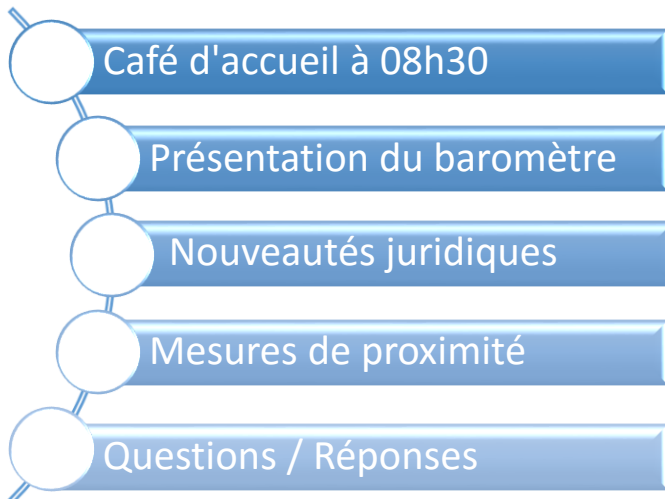 Café d'accueil à 08h30
Présentation du baromètre
Nouveautés juridiques
Mesures de proximité
Questions / Réponses